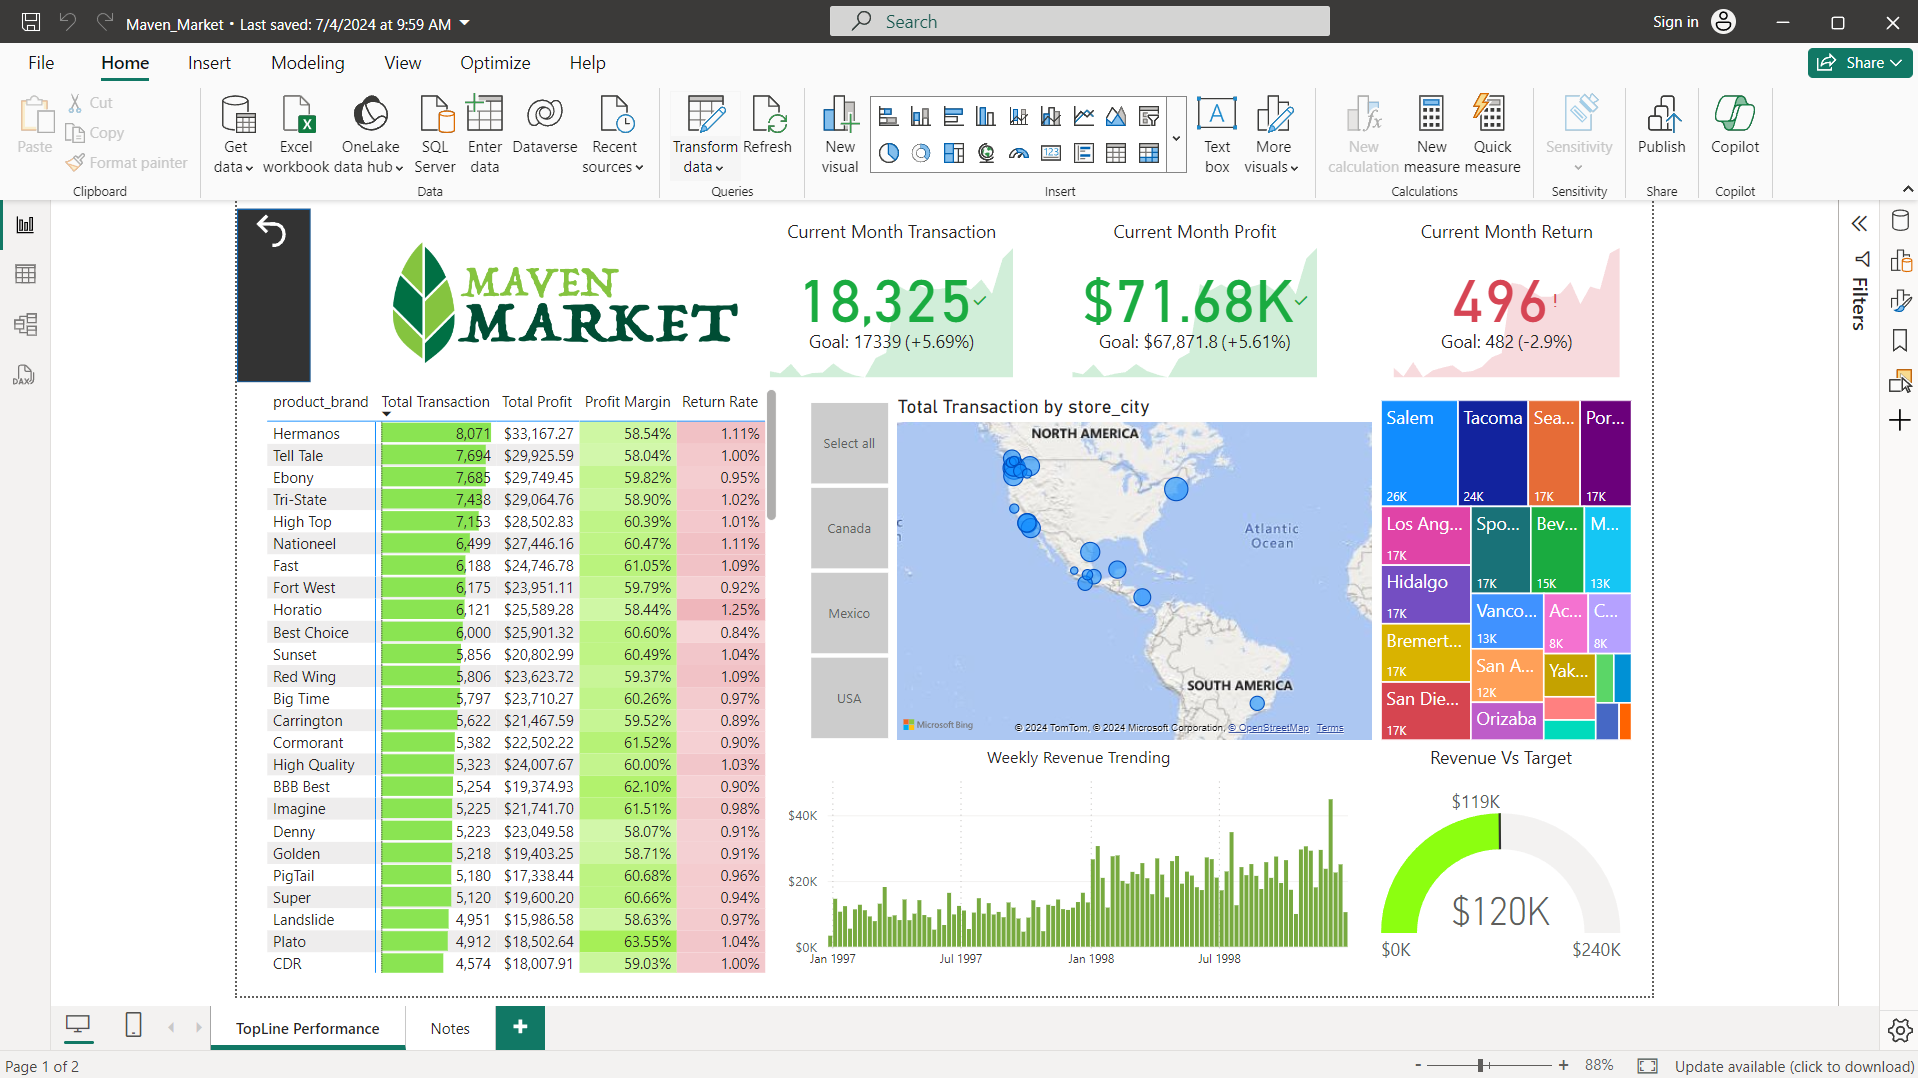 Maven_Market • Last saved: 7/4/2024 at 9:59 AM
Search
Sign in
File
Home
Insert
Modeling
View
Optimize
Help
Share
Paste
Cut
Copy
Format painter
Clipboard
Get data
Excel workbook
OneLake data hub
SQL Server
Enter data
Dataverse
Recent sources
Data
Transform data
Refresh
Queries
New visual
123
Text box
More visuals
Insert
New calculation
New measure
Quick measure
Calculations
Sensitivity
Sensitivity
Publish
Share
Copilot
Copilot
DAX
MAVEN
MARKET
Current Month Transaction
18,325
Goal: 17339 (+5.69%)
Current Month Profit
$71.68K
Goal: $67,871.8 (+5.61%)
Current Month Return
496!
Goal: 482 (-2.9%)
Filters
product_brand Total Transaction Total Profit Profit Margin Return Rate
Hermanos 8,071 $33,167.27 58.54% 1.11%
Tell Tale 7,694 $29,925.59 58.04% 1.00%
Ebony 7,685 $29,749.45 59.82% 0.95%
Tri-State 7,438 $29,064.76 58.90% 1.02%
High Top 7,153 $28,502.83 60.39% 1.01%
Nationeel 6,499 $27,446.16 60.47% 1.11%
Fast 6,188 $24,746.78 61.05% 1.09%
Fort West 6,175 $23,951.11 59.79% 0.92%
Horatio 6,121 $25,589.28 58.44% 1.25%
Best Choice 6,000 $25,901.32 60.60% 0.84%
Sunset 5,856 $20,802.99 60.49% 1.04%
Red Wing 5,806 $23,623.72 59.37% 1.09%
Big Time 5,797 $23,710.27 60.26% 0.97%
Carrington 5,622 $21,467.59 59.52% 0.89%
Cormorant 5,382 $22,502.22 61.52% 0.90%
High Quality 5,323 $24,007.67 60.00% 1.03%
BBB Best 5,254 $19,374.93 62.10% 0.90%
Imagine 5,225 $21,741.70 61.51% 0.98%
Denny 5,223 $23,049.58 58.07% 0.91%
Golden 5,218 $19,403.25 58.71% 0.91%
PigTail 5,180 $17,338.44 60.68% 0.96%
Super 5,120 $19,600.20 60.66% 0.94%
Landslide 4,951 $15,986.58 58.63% 0.97%
Plato 4,912 $18,502.64 63.55% 1.04%
CDR 4,574 $18,007.91 59.03% 1.00%
Select all
Canada
Mexico
USA
Total Transaction by store_city
NORTH AMERICA
Atlantic
Ocean
SOUTH AMERICA
Microsoft Bing
© 2024 TomTom, © 2024 Microsoft Corporation, © OpenStreetMap Terms
Salem
26K
Tacoma
24K
Sea...
17K
Por...
17K
Los Ang...
17K
Spo...
17K
Bev...
15K
M...
13K
Hidalgo
17K
Vanco...
13K
Ac...
8K
C...
8K
Bremert...
17K
San A...
12K
Yak...
San Die...
17K
Orizaba
Weekly Revenue Trending
$40K
$20K
$0K
Jan 1997
Jul 1997
Jan 1998
Jul 1998
Revenue Vs Target
$119K
$120K
$0K
$240K
TopLine Performance
Notes
Page 1 of 2
- + 88%
Update available (click to download)